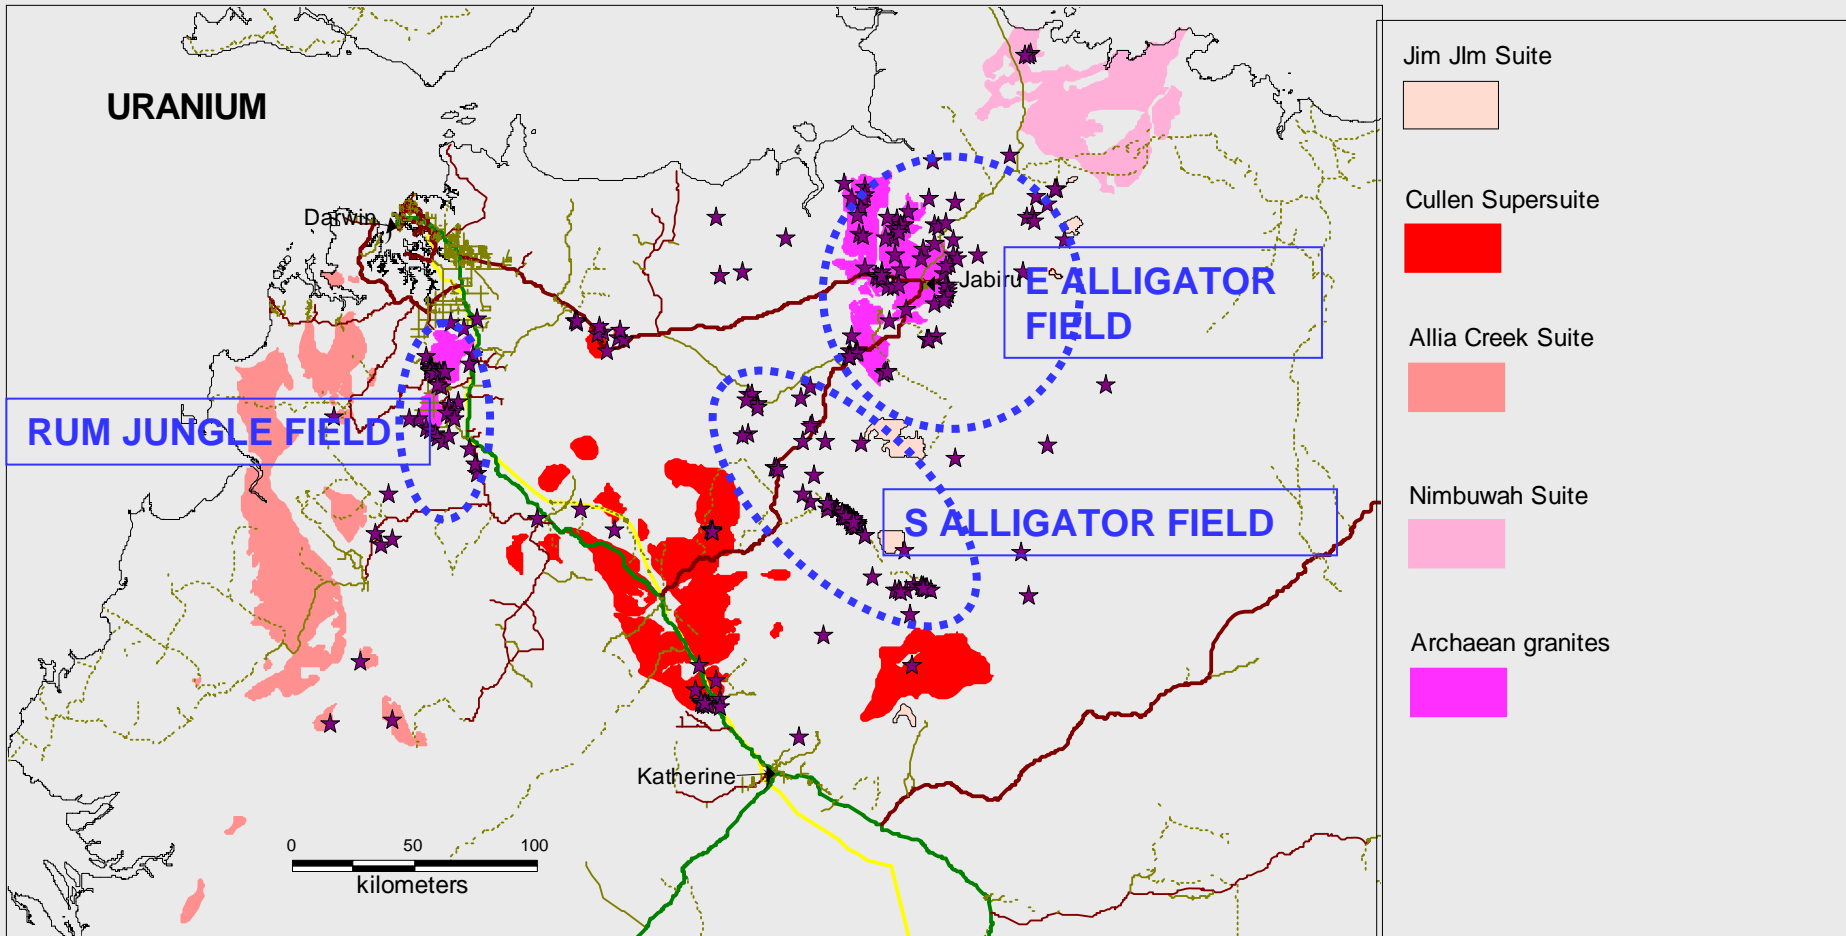 URANIUM
Darwin
Jabiru
E ALLIGATOR
FIELD
RUM JUNGLE FIELD
S ALLIGATOR FIELD
Katherine
0 50 100
kilometers
Jim JIm Suite
Cullen Supersuite
Allia Creek Suite
Nimbuwah Suite
Archaean granites